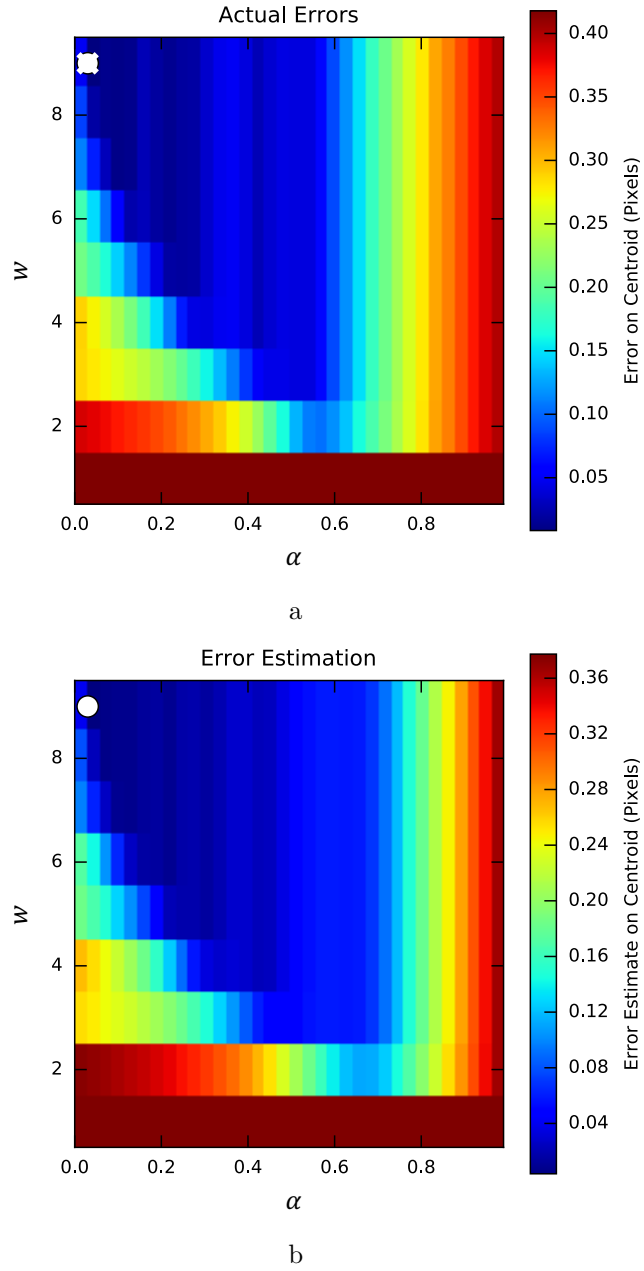 Actual Errors
8
6
4
2
w
0.0 0.2 0.4 0.6 0.8
α
0.40
0.35
0.30
0.25
0.20
0.15
0.10
0.05
Error on Centroid (Pixels)
a
Error Estimation
8
6
4
2
w
0.0 0.2 0.4 0.6 0.8
α
0.36
0.32
0.28
0.24
0.20
0.16
0.12
0.08
0.04
Error Estimate on Centroid (Pixels)
b